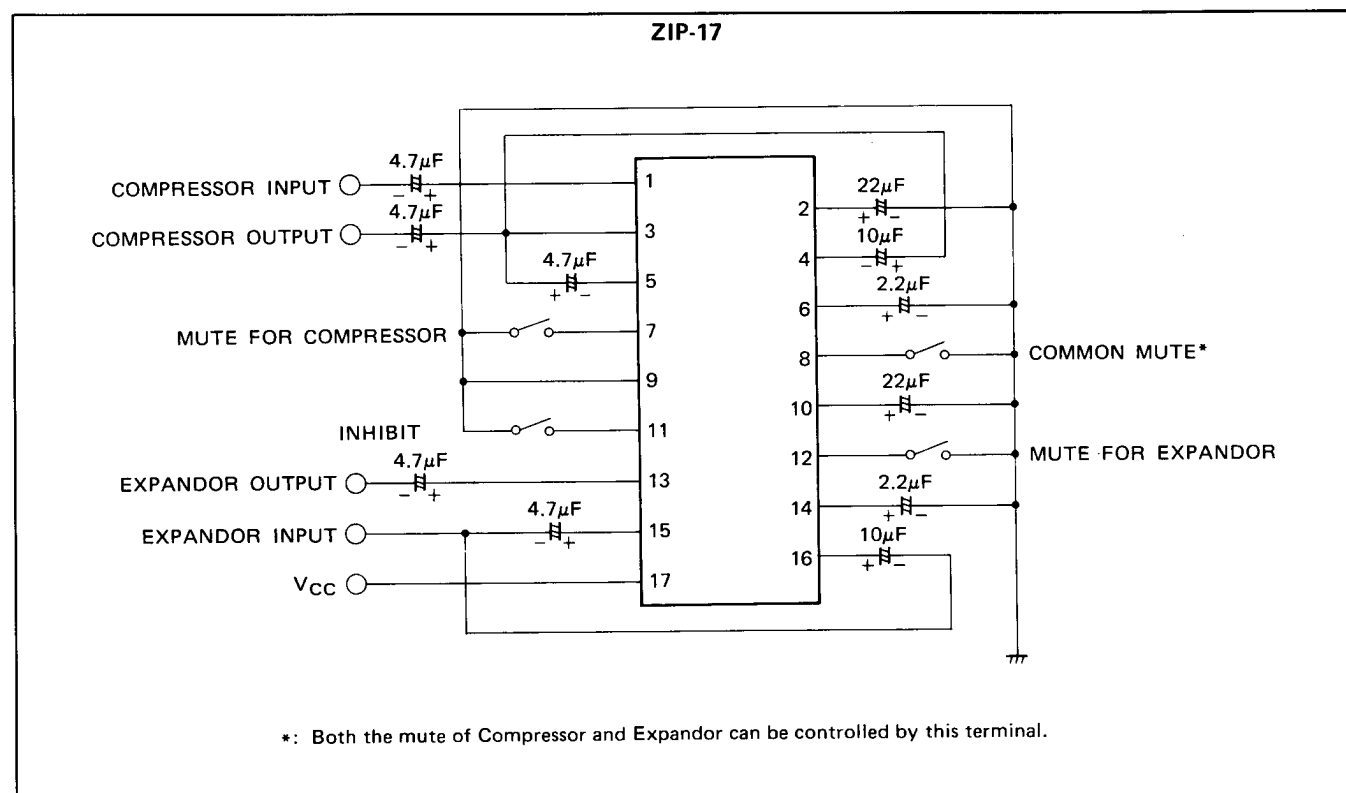 ZIP-17
4.7μF
COMPRESSOR INPUT
- +
1
4.7μF
COMPRESSOR OUTPUT
- +
3
4.7μF
+ -
5
MUTE FOR COMPRESSOR
7
9
INHIBIT
11
4.7μF
EXPANDOR OUTPUT
- +
13
4.7μF
EXPANDOR INPUT
- +
15
VCC
17
22μF
2
+ -
10μF
4
- +
2.2μF
6
+ -
8
COMMON MUTE*
22μF
10
+ -
12
MUTE FOR EXPANDOR
2.2μF
14
+ -
10μF
16
+ -
*: Both the mute of Compressor and Expandor can be controlled by this terminal.